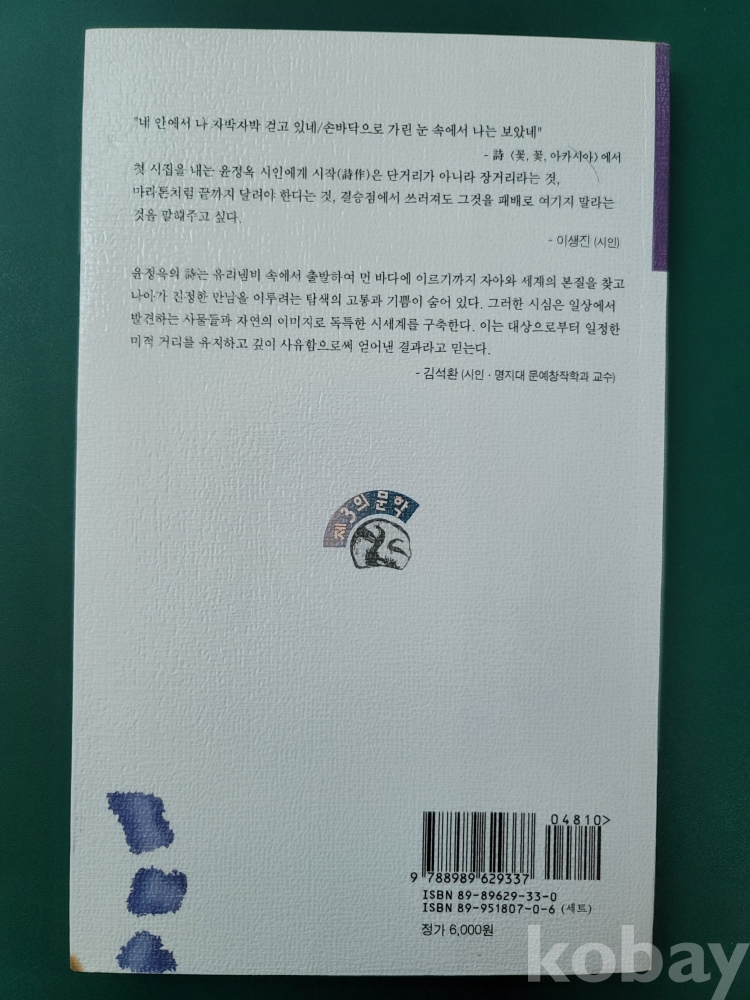 "내 안에서 나 자박자박 걷고 있네/손바닥으로 가린 눈 속에서 나는 보았네"
- 詩 〈꽃, 꽃, 아카시아〉에서
첫 시집을 내는 윤정옥 시인에게 시작(詩作)은 단거리가 아니라 장거리라는 것,
마라톤처럼 끝까지 달려야 한다는 것, 결승점에서 쓰러져도 그것을 패배로 여기지 말라는
것을 말해주고 싶다.
- 이생진 (시인)
윤정옥의 詩는 유리냄비 속에서 출발하여 먼 바다에 이르기까지 자아와 세계의 본질을 찾고
나아가 진정한 만남을 이루려는 탐색의 고통과 기쁨이 숨어 있다. 그러한 시심은 일상에서
발견하는 사물들과 자연의 이미지로 독특한 시세계를 구축한다. 이는 대상으로부터 일정한
미적 거리를 유지하고 깊이 사유함으로써 얻어낸 결과라고 믿는다.
- 김석환 (시인 · 명지대 문예창작학과 교수)
제3의문학
04810>
9 788989 629337
ISBN 89-89629-33-0
ISBN 89-951807-0-6 (세트)
정가 6,000원
kobay